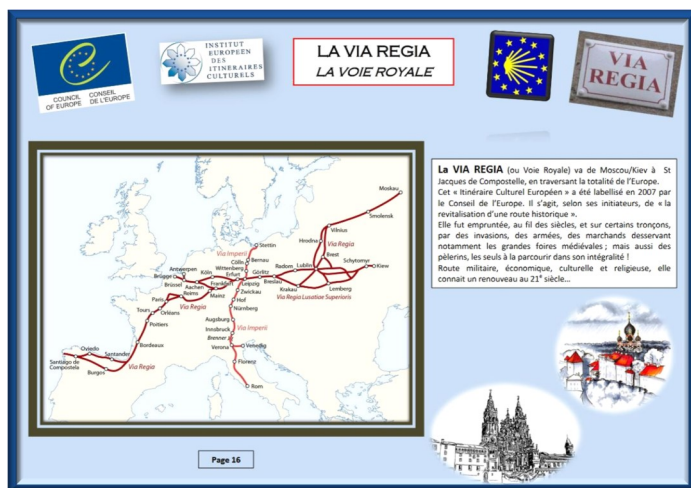 COUNCIL OF EUROPE
CONSEIL DE L'EUROPE
INSTITUT
EUROPEEN
DES
ITINERAIRES
CULTURELS
LA VIA REGIA
LA VOIE ROYALE
VIA
REGIA
Moskau
Smolensk
Vilnius
Hrodna
Via Regia
Brest
Stettin
Via Imperii
Cölln
Bernau
Wittenberg
Antwerpen
Köln
Erfurt
Görlitz
Radom
Lublin
Schytomyr
Kiew
Brügge
Brüssel
Aachen
Frankfurt
Leipzig
Breslau
Krakau
Lemberg
Reims
Mainz
Zwickau
Via Regia Lusatiae Superioris
Paris
Hof
Tours
Orléans
Via Regia
Nürnberg
Poitiers
Augsburg
Innsbruck
Via Imperii
Brenner
Bordeaux
Verona
Venedig
Oviedo
Santander
Florenz
Santiago de
Compostela
Burgos
Via Regia
Rom
La VIA REGIA (ou Voie Royale) va de Moscou/Kiev à St
Jacques de Compostelle, en traversant la totalité de l'Europe.
Cet « Itinéraire Culturel Européen » a été labellisé en 2007 par
le Conseil de l'Europe. Il s'agit, selon ses initiateurs, de « la
revitalisation d'une route historique ».
Elle fut empruntée, au fil des siècles, et sur certains tronçons,
par des invasions, des armées, des marchands desservant
notamment les grandes foires médiévales ; mais aussi des
pèlerins, les seuls à la parcourir dans son intégralité !
Route militaire, économique, culturelle et religieuse, elle
connait un renouveau au 21e siècle…
Page 16